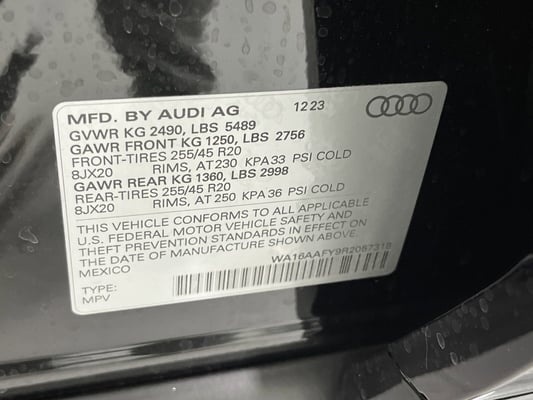 MFD. BY AUDI AG 12 23
GVWR KG 2490, LBS 5489
GAWR FRONT KG 1250, LBS 2756
FRONT-TIRES 255/45 R20
8JX20 RIMS, AT 230 KPA 33 PSI COLD
GAWR REAR KG 1360, LBS 2998
REAR-TIRES 255/45 R20
8JX20 RIMS, AT 250 KPA 36 PSI COLD
THIS VEHICLE CONFORMS TO ALL APPLICABLE
U.S. FEDERAL MOTOR VEHICLE SAFETY AND
THEFT PREVENTION STANDARDS IN EFFECT ON
THE DATE OF MANUFACTURE SHOWN ABOVE.
MEXICO
WA16AAFY9R2087318
TYPE:
MPV